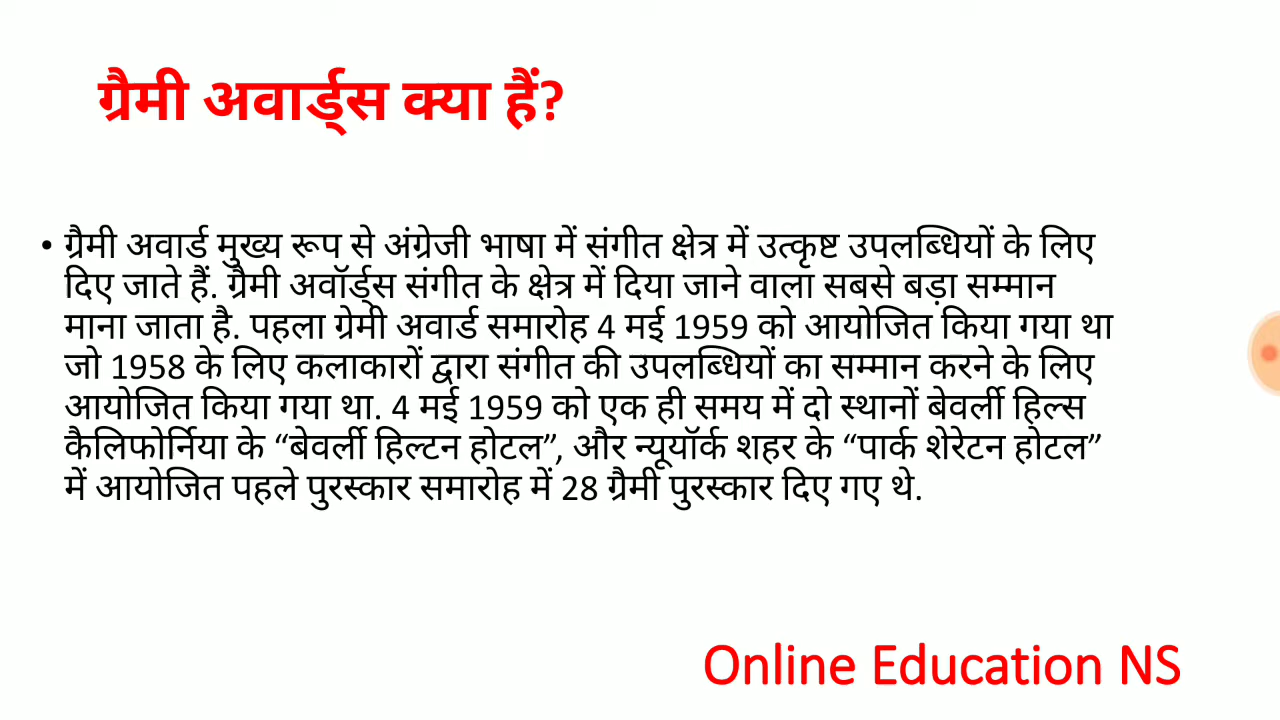 ग्रैमी अवार्ड्स क्या हैं?
• ग्रैमी अवार्ड मुख्य रूप से अंग्रेजी भाषा में संगीत क्षेत्र में उत्कृष्ट उपलब्धियों के लिए
दिए जाते हैं. ग्रैमी अवॉर्ड्स संगीत के क्षेत्र में दिया जाने वाला सबसे बड़ा सम्मान
माना जाता है. पहला ग्रेमी अवार्ड समारोह 4 मई 1959 को आयोजित किया गया था
जो 1958 के लिए कलाकारों द्वारा संगीत की उपलब्धियों का सम्मान करने के लिए
आयोजित किया गया था. 4 मई 1959 को एक ही समय में दो स्थानों बेवर्ली हिल्स
कैलिफोर्निया के “बेवर्ली हिल्टन होटल”, और न्यूयॉर्क शहर के “पार्क शेरेटन होटल”
में आयोजित पहले पुरस्कार समारोह में 28 ग्रैमी पुरस्कार दिए गए थे.
Online Education NS